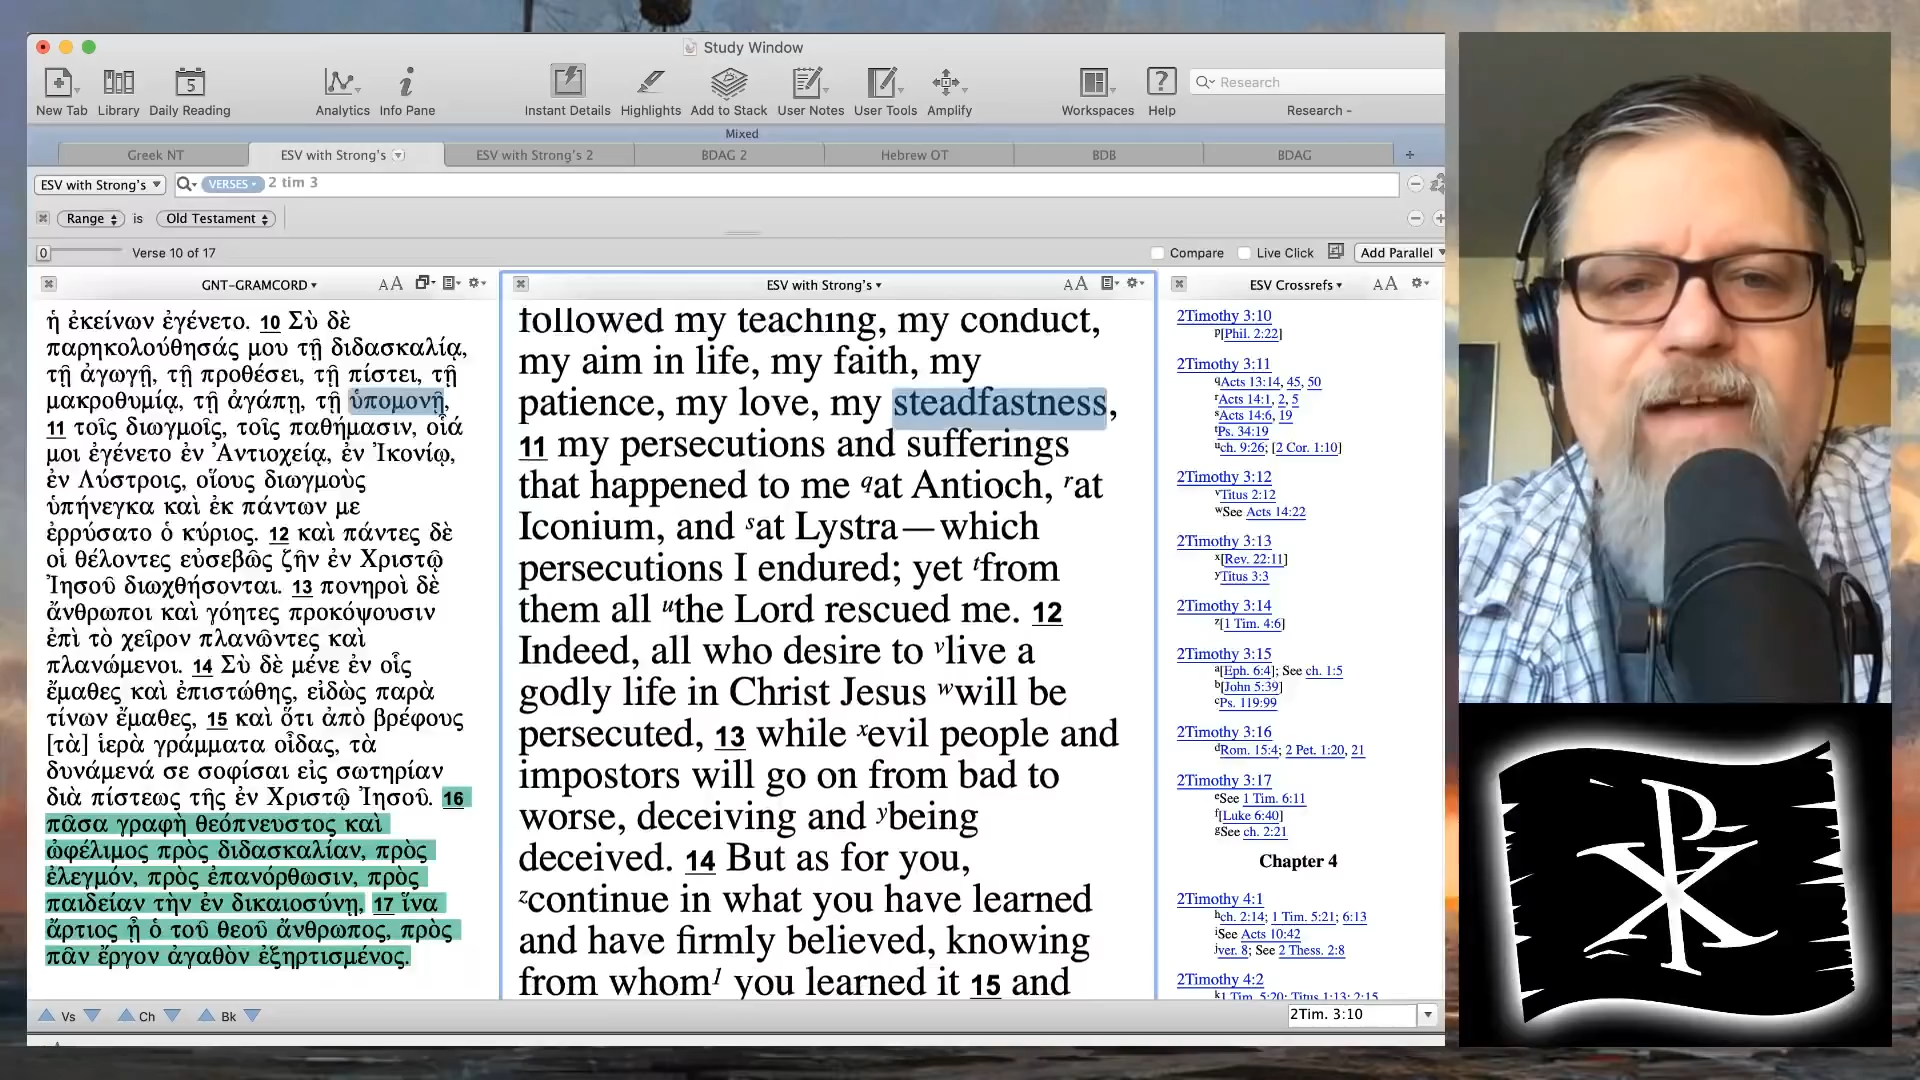 Study Window
New Tab Library Daily Reading Analytics Info Pane Instant Details Highlights Add to Stack User Notes User Tools Amplify Workspaces Help Research
5
Research
Mixed
Greek NT ESV with Strong's ESV with Strong's 2 BDAG 2 Hebrew OT BDB BDAG
ESV with Strong's VERSES 2 tim 3
Range is Old Testament
0 Verse 10 of 17 Compare Live Click Add Parallel
GNT-GRAMCORD AA
ἡ ἐκείνων ἐγένετο. 10 Σὺ δὲ
παρηκολούθησάς μου τῇ διδασκαλίᾳ,
τῇ ἀγωγῇ, τῇ προθέσει, τῇ πίστει, τῇ
μακροθυμίᾳ, τῇ ἀγάπῃ, τῇ ὑπομονῇ,
11 τοῖς διωγμοῖς, τοῖς παθήμασιν, οἷά
μοι ἐγένετο ἐν Ἀντιοχείᾳ, ἐν Ἰκονίῳ,
ἐν Λύστροις, οἵους διωγμοὺς
ὑπήνεγκα καὶ ἐκ πάντων με
ἐρρύσατο ὁ κύριος. 12 καὶ πάντες δὲ
οἱ θέλοντες εὐσεβῶς ζῆν ἐν Χριστῷ
Ἰησοῦ διωχθήσονται. 13 πονηροὶ δὲ
ἄνθρωποι καὶ γόητες προκόψουσιν
ἐπὶ τὸ χεῖρον πλανῶντες καὶ
πλανώμενοι. 14 Σὺ δὲ μένε ἐν οἷς
ἔμαθες καὶ ἐπιστώθης, εἰδὼς παρὰ
τίνων ἔμαθες, 15 καὶ ὅτι ἀπὸ βρέφους
[τὰ] ἱερὰ γράμματα οἶδας, τὰ
δυνάμενά σε σοφίσαι εἰς σωτηρίαν
διὰ πίστεως τῆς ἐν Χριστῷ Ἰησοῦ. 16
πᾶσα γραφὴ θεόπνευστος καὶ
ὠφέλιμος πρὸς διδασκαλίαν, πρὸς
ἐλεγμόν, πρὸς ἐπανόρθωσιν, πρὸς
παιδείαν τὴν ἐν δικαιοσύνῃ, 17 ἵνα
ἄρτιος ᾖ ὁ τοῦ θεοῦ ἄνθρωπος, πρὸς
πᾶν ἔργον ἀγαθὸν ἐξηρτισμένος.
ESV with Strong's AA
followed my teaching, my conduct,
my aim in life, my faith, my
patience, my love, my steadfastness,
11 my persecutions and sufferings
that happened to me qat Antioch, rat
Iconium, and sat Lystra—which
persecutions I endured; yet tfrom
them all uthe Lord rescued me. 12
Indeed, all who desire to vlive a
godly life in Christ Jesus wwill be
persecuted, 13 while xevil people and
impostors will go on from bad to
worse, deceiving and ybeing
deceived. 14 But as for you,
zcontinue in what you have learned
and have firmly believed, knowing
from whom1 you learned it 15 and
ESV Crossrefs AA
2Timothy 3:10
p[Phil. 2:22]
2Timothy 3:11
qActs 13:14, 45, 50
rActs 14:1, 2, 5
sActs 14:6, 19
tPs. 34:19
uch. 9:26; [2 Cor. 1:10]
2Timothy 3:12
vTitus 2:12
wSee Acts 14:22
2Timothy 3:13
x[Rev. 22:11]
yTitus 3:3
2Timothy 3:14
z[1 Tim. 4:6]
2Timothy 3:15
a[Eph. 6:4]; See ch. 1:5
b[John 5:39]
cPs. 119:99
2Timothy 3:16
dRom. 15:4; 2 Pet. 1:20, 21
2Timothy 3:17
eSee 1 Tim. 6:11
f[Luke 6:40]
gSee ch. 2:21
Chapter 4
2Timothy 4:1
hch. 2:14; 1 Tim. 5:21; 6:13
iSee Acts 10:42
jver. 8; See 2 Thess. 2:8
2Timothy 4:2
k1 Tim. 5:20; Titus 1:13; 2:15
Vs Ch Bk 2Tim. 3:10